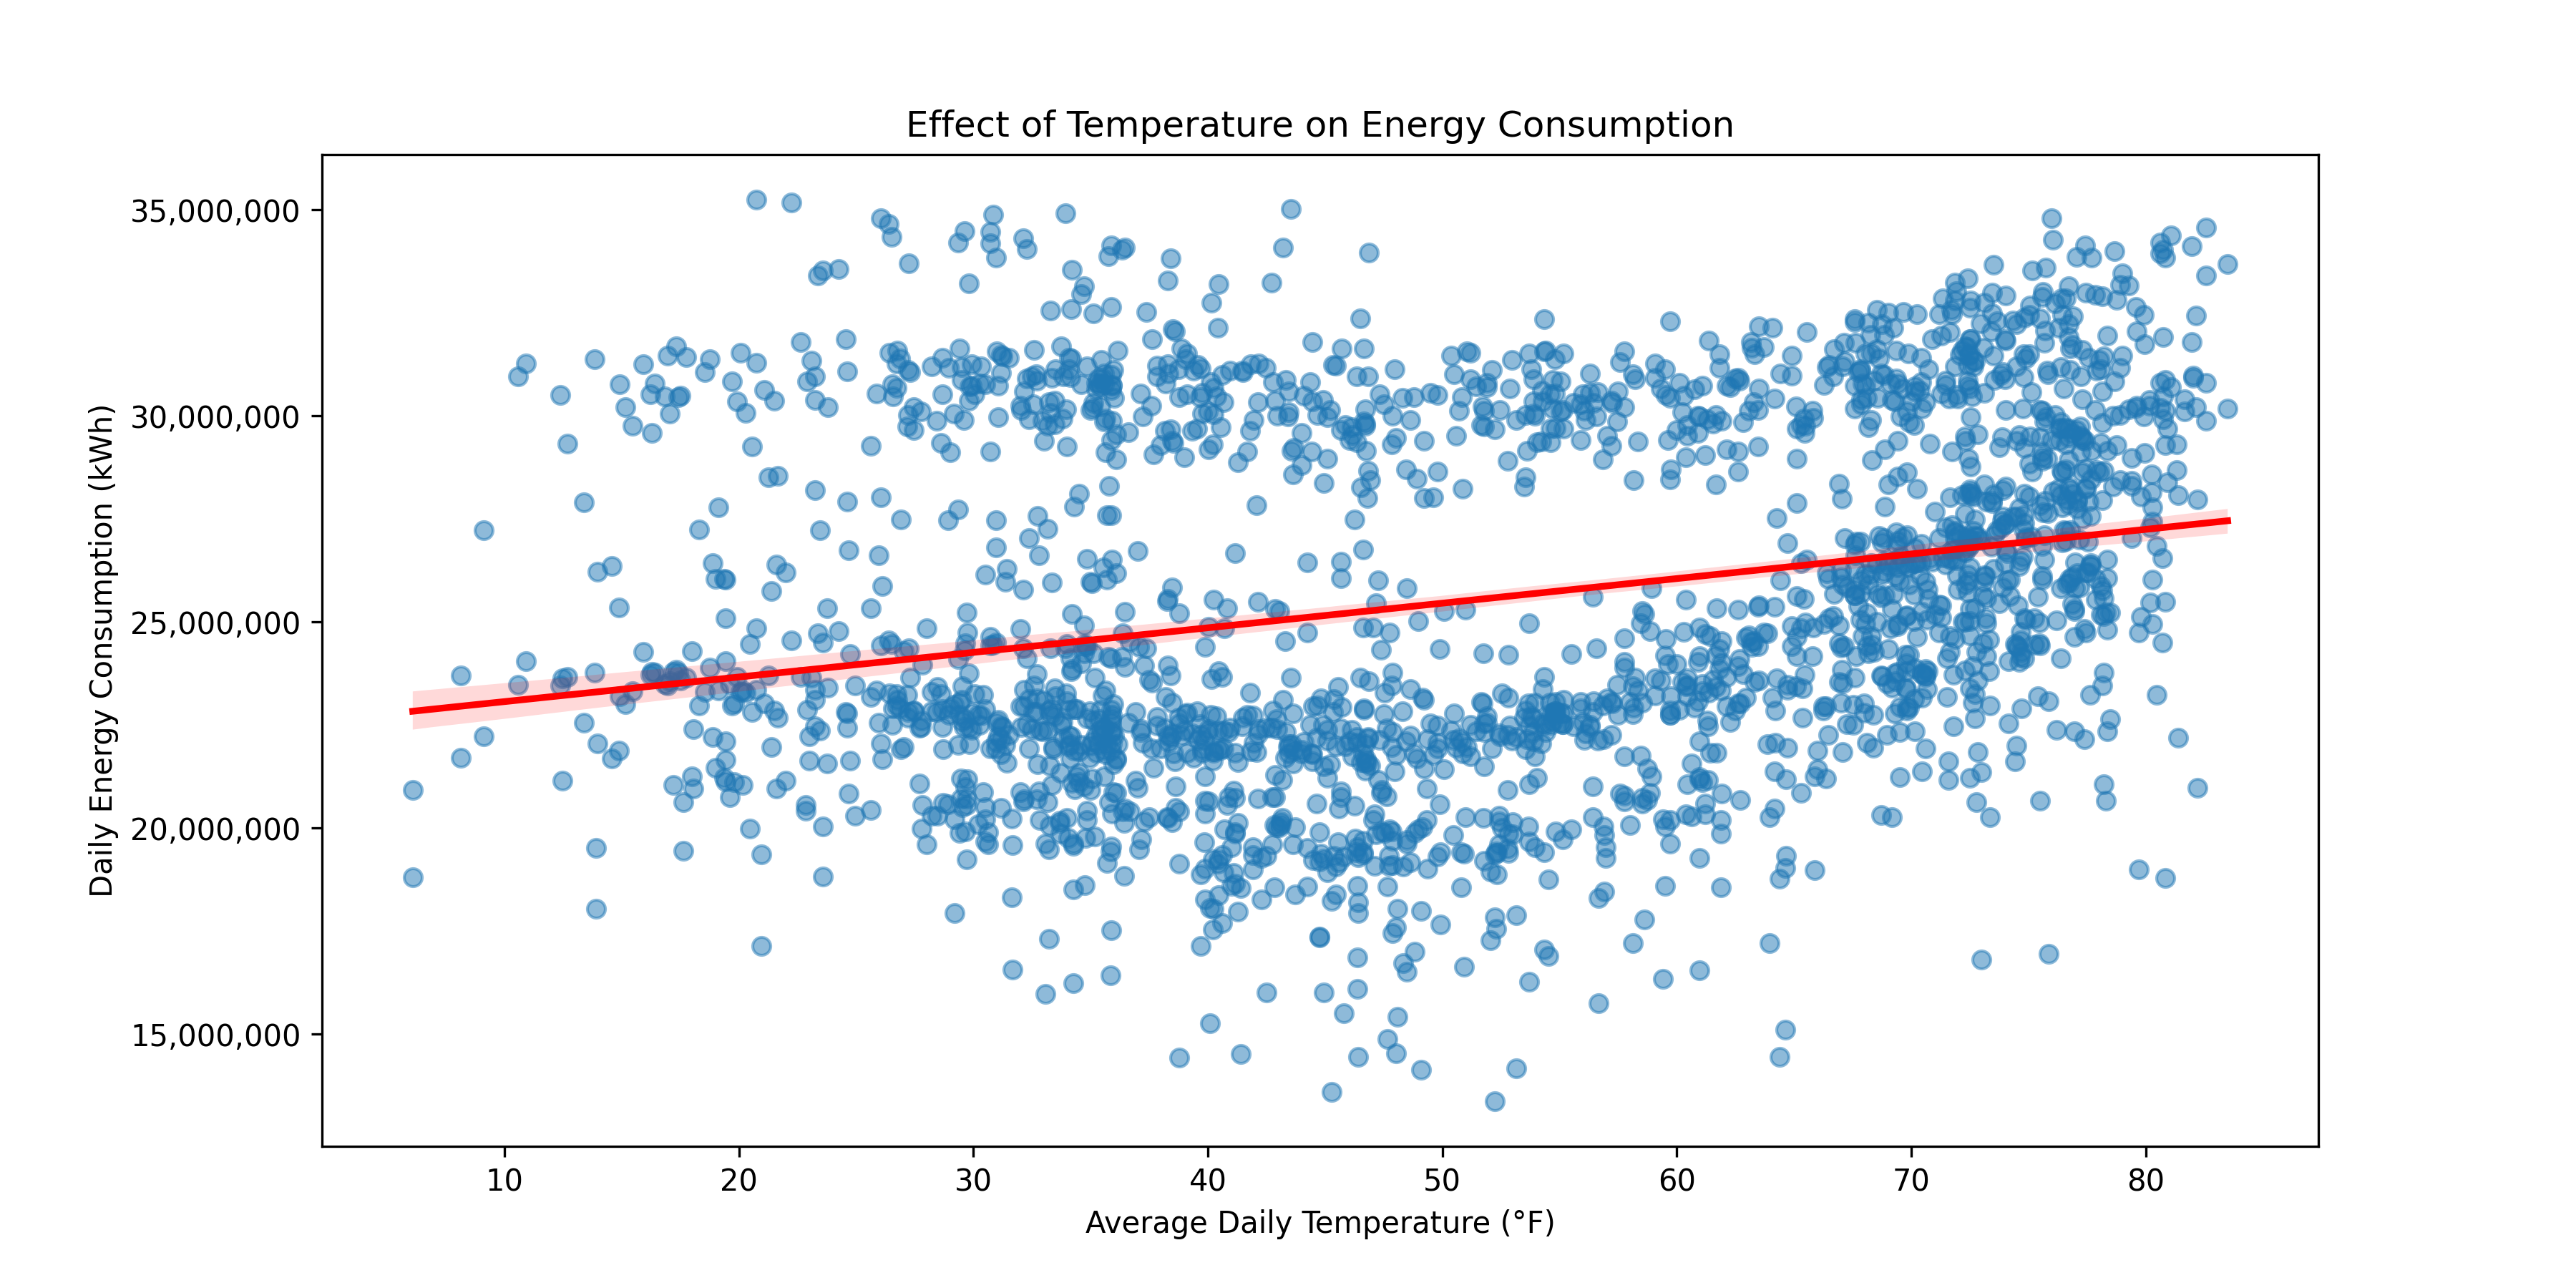 Effect of Temperature on Energy Consumption
Daily Energy Consumption (kWh)
35,000,000
30,000,000
25,000,000
20,000,000
15,000,000
10 20 30 40 50 60 70 80
Average Daily Temperature (°F)